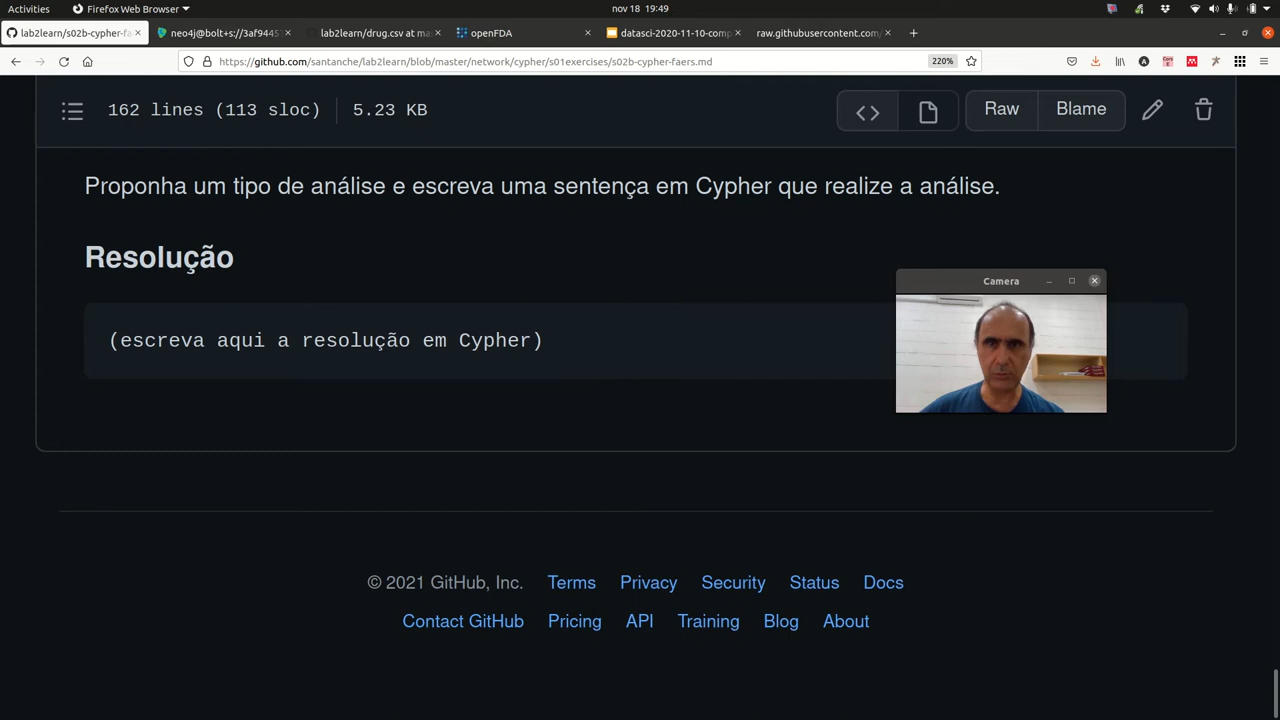 Activities
Firefox Web Browser
nov 18 19:49
lab2learn/s02b-cypher-fa
neo4j@bolt+s://3af9445
lab2learn/drug.csv at ma
openFDA
datasci-2020-11-10-comp
raw.githubusercontent.com/
https://github.com/santanche/lab2learn/blob/master/network/cypher/s01exercises/s02b-cypher-faers.md
220%
162 lines (113 sloc)
5.23 KB
Raw
Blame
Proponha um tipo de análise e escreva uma sentença em Cypher que realize a análise.
Resolução
Camera
(escreva aqui a resolução em Cypher)
© 2021 GitHub, Inc.
Terms
Privacy
Security
Status
Docs
Contact GitHub
Pricing
API
Training
Blog
About